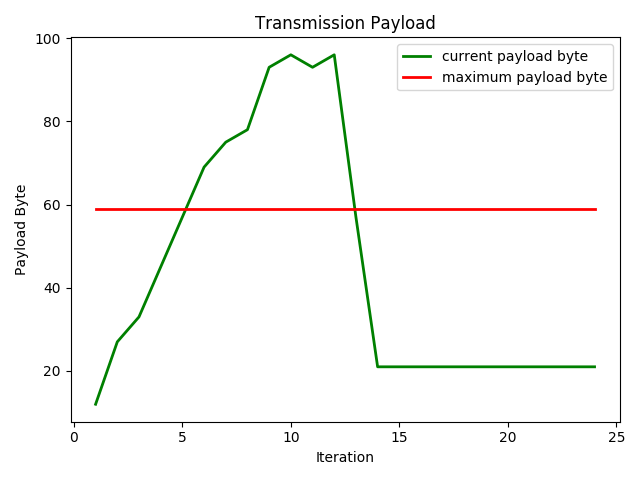 Transmission Payload
current payload byte
maximum payload byte
Payload Byte
100
80
60
40
20
0 5 10 15 20 25
Iteration